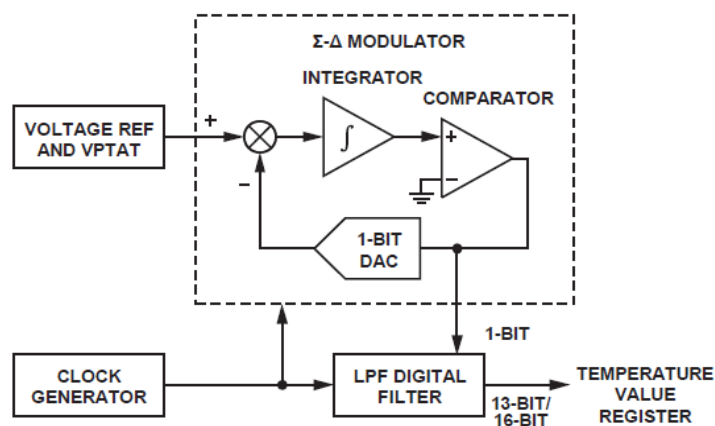 Σ-Δ MODULATOR
INTEGRATOR
COMPARATOR
VOLTAGE REF
AND VPTAT
+
−
∫
+
−
1-BIT
DAC
1-BIT
CLOCK
GENERATOR
LPF DIGITAL
FILTER
13-BIT/
16-BIT
TEMPERATURE
VALUE
REGISTER